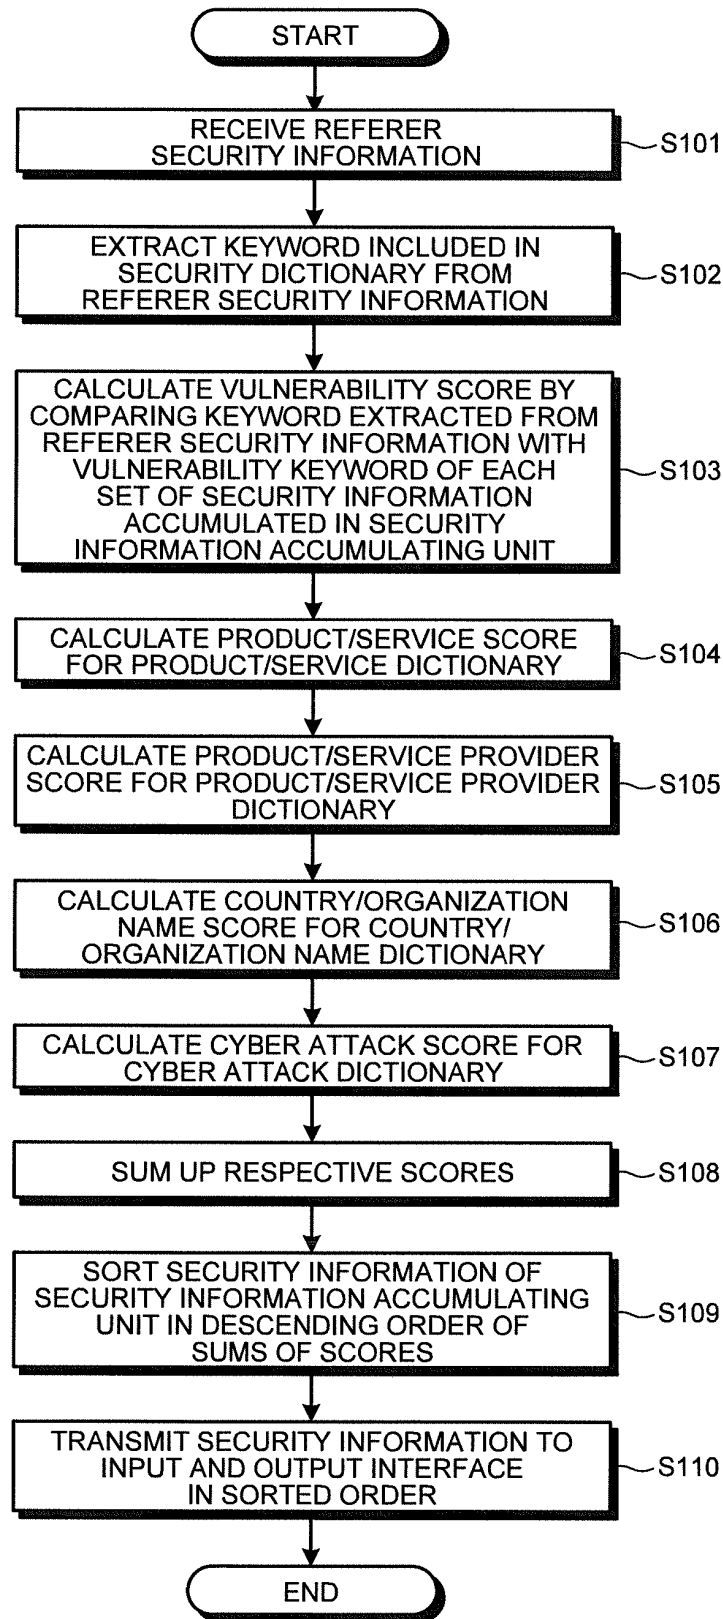 START
RECEIVE REFERER
SECURITY INFORMATION
S101
EXTRACT KEYWORD INCLUDED IN
SECURITY DICTIONARY FROM
REFERER SECURITY INFORMATION
S102
CALCULATE VULNERABILITY SCORE BY
COMPARING KEYWORD EXTRACTED FROM
REFERER SECURITY INFORMATION WITH
VULNERABILITY KEYWORD OF EACH
SET OF SECURITY INFORMATION
ACCUMULATED IN SECURITY
INFORMATION ACCUMULATING UNIT
S103
CALCULATE PRODUCT/SERVICE SCORE
FOR PRODUCT/SERVICE DICTIONARY
S104
CALCULATE PRODUCT/SERVICE PROVIDER
SCORE FOR PRODUCT/SERVICE PROVIDER
DICTIONARY
S105
CALCULATE COUNTRY/ORGANIZATION
NAME SCORE FOR COUNTRY/
ORGANIZATION NAME DICTIONARY
S106
CALCULATE CYBER ATTACK SCORE FOR
CYBER ATTACK DICTIONARY
S107
SUM UP RESPECTIVE SCORES
S108
SORT SECURITY INFORMATION OF
SECURITY INFORMATION ACCUMULATING
UNIT IN DESCENDING ORDER OF
SUMS OF SCORES
S109
TRANSMIT SECURITY INFORMATION TO
INPUT AND OUTPUT INTERFACE
IN SORTED ORDER
S110
END